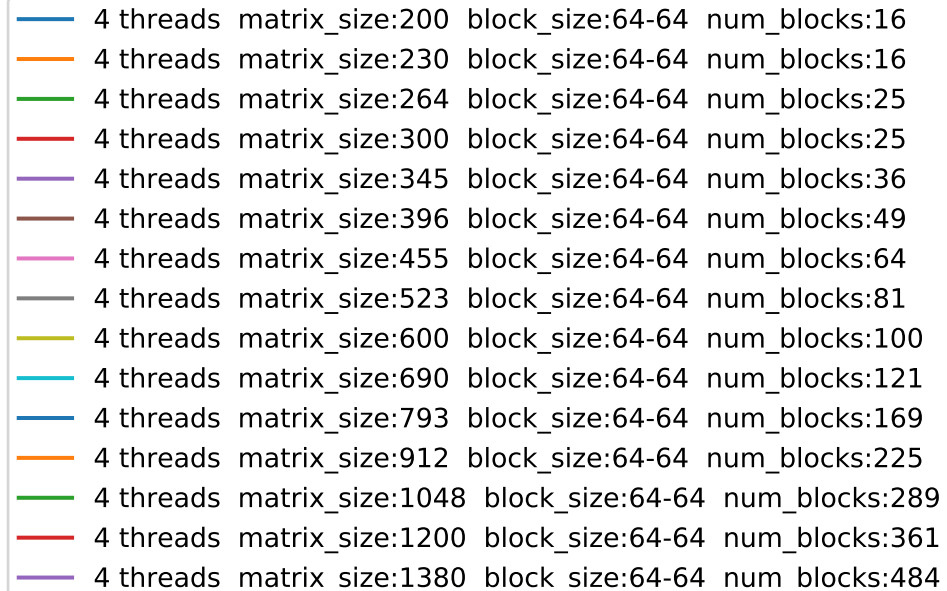 4 threads matrix_size:200 block_size:64-64 num_blocks:16
4 threads matrix_size:230 block_size:64-64 num_blocks:16
4 threads matrix_size:264 block_size:64-64 num_blocks:25
4 threads matrix_size:300 block_size:64-64 num_blocks:25
4 threads matrix_size:345 block_size:64-64 num_blocks:36
4 threads matrix_size:396 block_size:64-64 num_blocks:49
4 threads matrix_size:455 block_size:64-64 num_blocks:64
4 threads matrix_size:523 block_size:64-64 num_blocks:81
4 threads matrix_size:600 block_size:64-64 num_blocks:100
4 threads matrix_size:690 block_size:64-64 num_blocks:121
4 threads matrix_size:793 block_size:64-64 num_blocks:169
4 threads matrix_size:912 block_size:64-64 num_blocks:225
4 threads matrix_size:1048 block_size:64-64 num_blocks:289
4 threads matrix_size:1200 block_size:64-64 num_blocks:361
4 threads matrix_size:1380 block_size:64-64 num_blocks:484